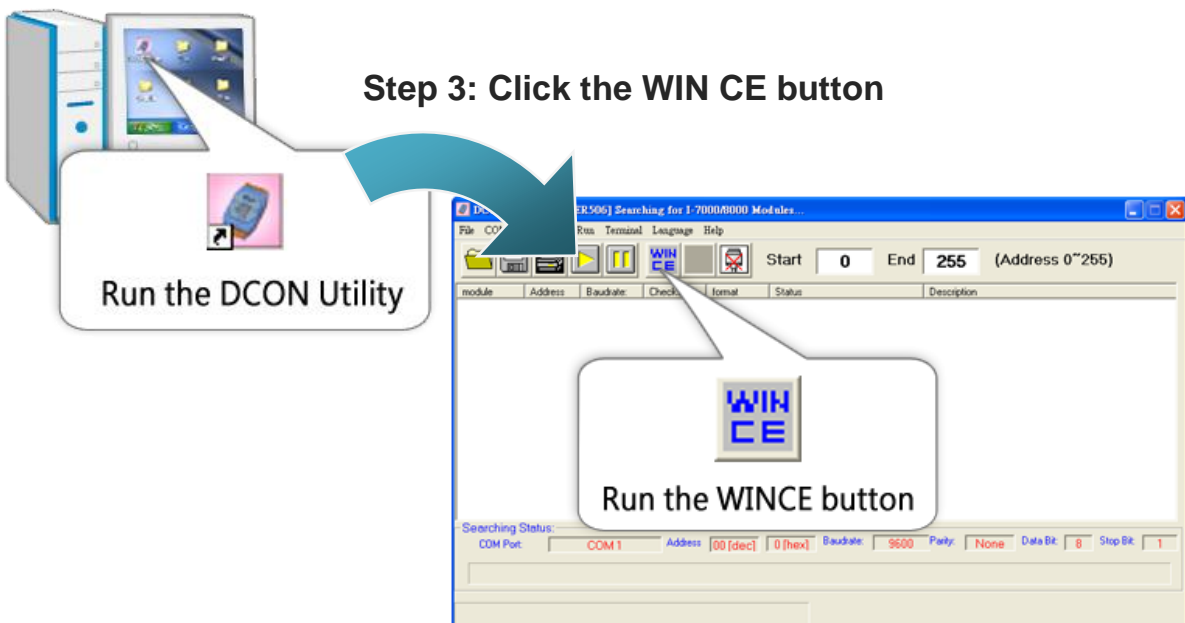 Step 3: Click the WIN CE button
Run the DCON Utility
ER506] Searching for I-7000/8000 Modules...
File COM Run Terminal Language Help
WIN CE
Start 0 End 255 (Address 0~255)
module Address Baudrate: format Status Description
WIN
CE
Run the WINCE button
Searching Status:
COM Port: COM 1 Address 00 [dec] 0 [hex] Baudrate: 9600 Parity: None Data Bit: 8 Stop Bit: 1